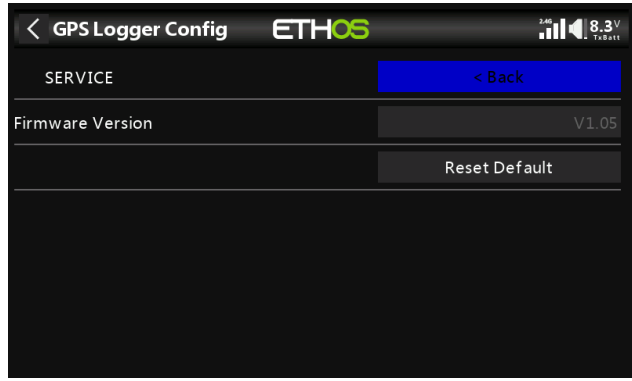 < GPS Logger Config ETHOS 2.4G 8.3V TxBatt
SERVICE < Back
Firmware Version V1.05
Reset Default